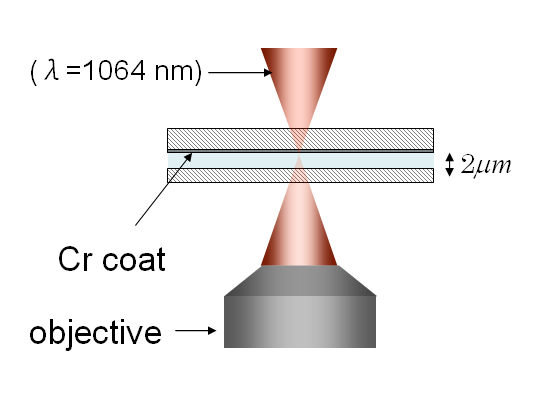 (λ=1064 nm)
2μm
Cr coat
objective